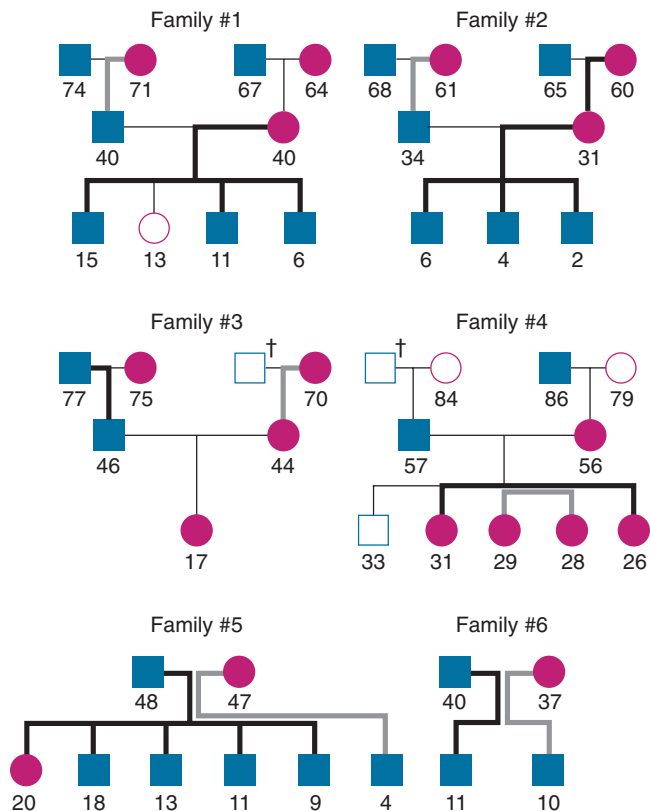 Family #1 Family #2
74 71 67 64 68 61 65 60
40 40 34 31
15 13 11 6 6 4 2
Family #3 Family #4
† †
77 75 70 84 86 79
46 44 57 56
17 33 31 29 28 26
Family #5 Family #6
48 47 40 37
20 18 13 11 9 4 11 10